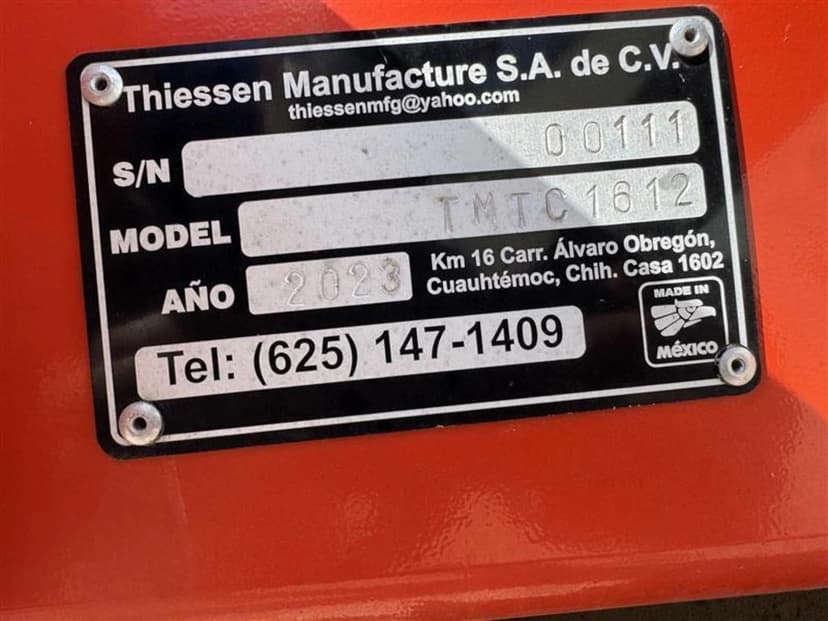 Thiessen Manufacture S.A. de C.V.
thiessenmfg@yahoo.com
S/N 00111
MODEL TMTC1612
AÑO 2023
Km 16 Carr. Álvaro Obregón,
Cuauhtémoc, Chih. Casa 1602
Tel: (625) 147-1409
MADE IN
MéXICO